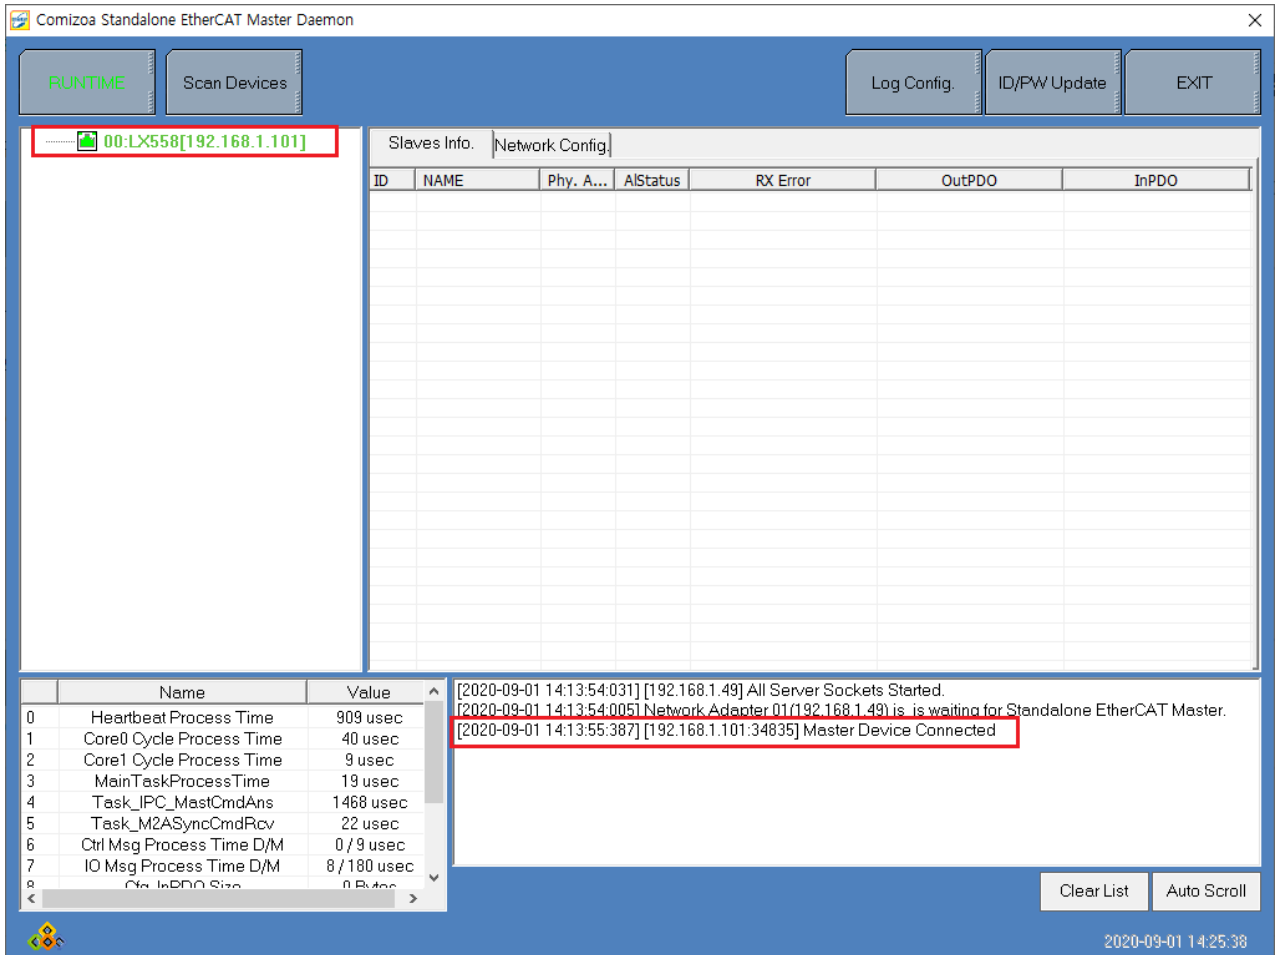 Comizoa Standalone EtherCAT Master Daemon
RUNTIME
Scan Devices
Log Config.
ID/PW Update
EXIT
00:LX558[192.168.1.101]
Slaves Info.
Network Config.
ID NAME Phy. A... AlStatus RX Error OutPDO InPDO
Name Value
0 Heartbeat Process Time 909 usec
1 Core0 Cycle Process Time 40 usec
2 Core1 Cycle Process Time 9 usec
3 MainTaskProcessTime 19 usec
4 Task_IPC_MastCmdAns 1468 usec
5 Task_M2ASyncCmdRcv 22 usec
6 Ctrl Msg Process Time D/M 0 / 9 usec
7 IO Msg Process Time D/M 8 / 180 usec
8 Cfg. InPDO Size 0 Bytes
[2020-09-01 14:13:54:031] [192.168.1.49] All Server Sockets Started.
[2020-09-01 14:13:54:005] Network Adapter 01(192.168.1.49) is is waiting for Standalone EtherCAT Master.
[2020-09-01 14:13:55:387] [192.168.1.101:34835] Master Device Connected
Clear List
Auto Scroll
2020-09-01 14:25:38